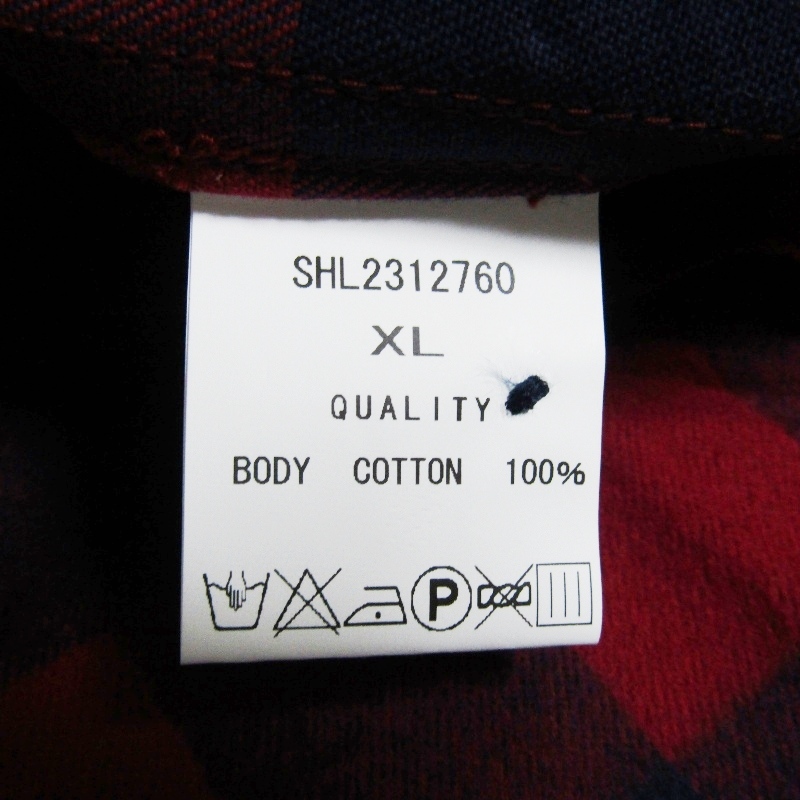 SHL2312760
XL
QUALITY
BODY COTTON 100%
P